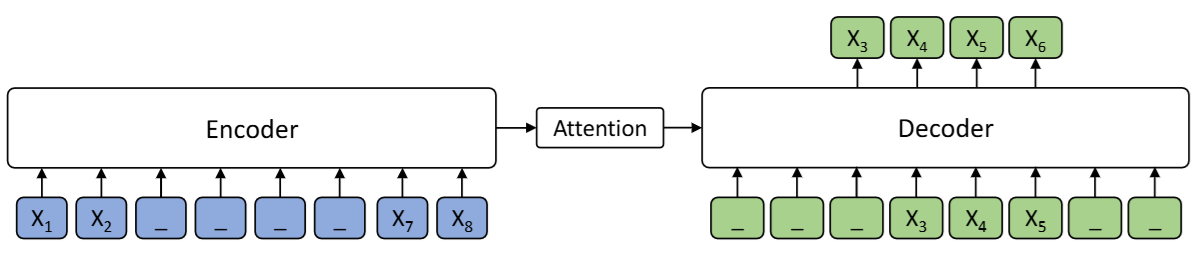 X₃ X₄ X₅ X₆
Encoder Attention Decoder
X₁ X₂ _ _ _ _ X₇ X₈ _ _ _ X₃ X₄ X₅ _ _